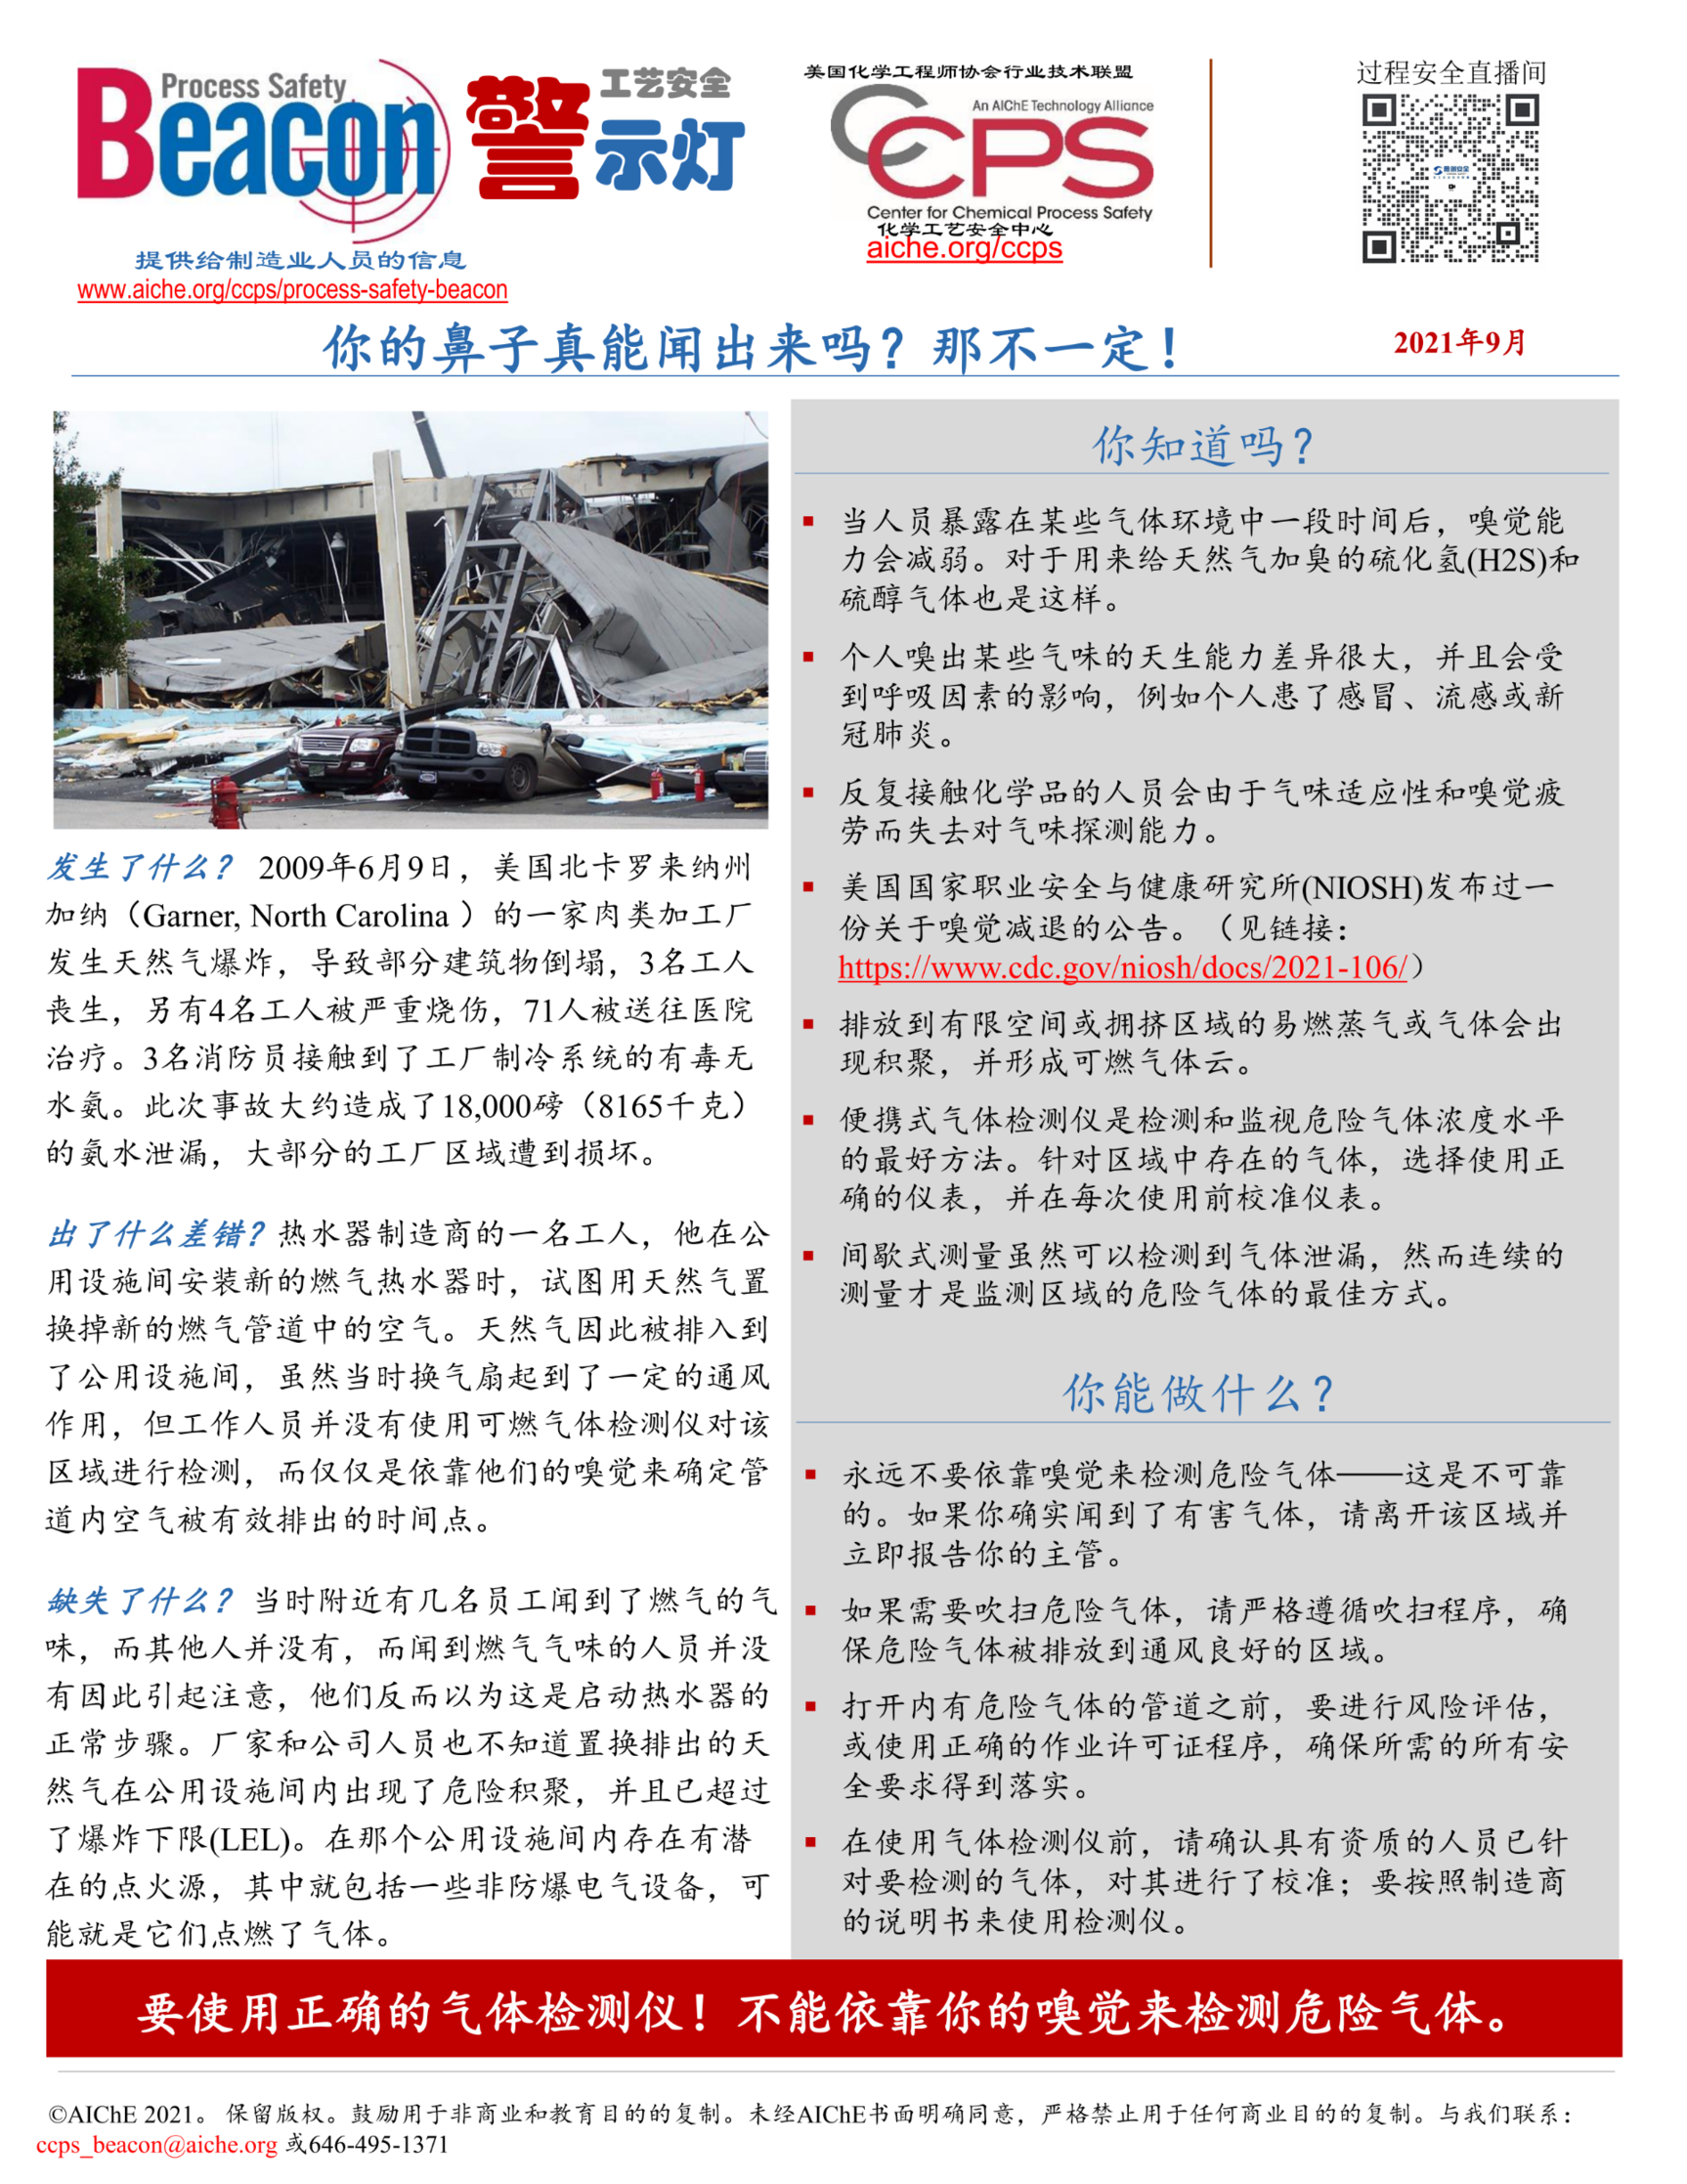 Process Safety
Beacon
警示灯
工艺安全
提供给制造业人员的信息
www.aiche.org/ccps/process-safety-beacon
美国化学工程师协会行业技术联盟
An AIChE Technology Alliance
CCPS
Center for Chemical Process Safety
化学工艺安全中心
aiche.org/ccps
过程安全直播间
你的鼻子真能闻出来吗？那不一定！
2021年9月
发生了什么？ 2009年6月9日，美国北卡罗来纳州
加纳（Garner, North Carolina ）的一家肉类加工厂
发生天然气爆炸，导致部分建筑物倒塌，3名工人
丧生，另有4名工人被严重烧伤，71人被送往医院
治疗。3名消防员接触到了工厂制冷系统的有毒无
水氨。此次事故大约造成了18,000磅（8165千克）
的氨水泄漏，大部分的工厂区域遭到损坏。
出了什么差错？热水器制造商的一名工人，他在公
用设施间安装新的燃气热水器时，试图用天然气置
换掉新的燃气管道中的空气。天然气因此被排入到
了公用设施间，虽然当时换气扇起到了一定的通风
作用，但工作人员并没有使用可燃气体检测仪对该
区域进行检测，而仅仅是依靠他们的嗅觉来确定管
道内空气被有效排出的时间点。
缺失了什么？ 当时附近有几名员工闻到了燃气的气
味，而其他人并没有，而闻到燃气气味的人员并没
有因此引起注意，他们反而以为这是启动热水器的
正常步骤。厂家和公司人员也不知道置换排出的天
然气在公用设施间内出现了危险积聚，并且已超过
了爆炸下限(LEL)。在那个公用设施间内存在有潜
在的点火源，其中就包括一些非防爆电气设备，可
能就是它们点燃了气体。
你知道吗？
▪ 当人员暴露在某些气体环境中一段时间后，嗅觉能
力会减弱。对于用来给天然气加臭的硫化氢(H2S)和
硫醇气体也是这样。
▪ 个人嗅出某些气味的天生能力差异很大，并且会受
到呼吸因素的影响，例如个人患了感冒、流感或新
冠肺炎。
▪ 反复接触化学品的人员会由于气味适应性和嗅觉疲
劳而失去对气味探测能力。
▪ 美国国家职业安全与健康研究所(NIOSH)发布过一
份关于嗅觉减退的公告。（见链接：
https://www.cdc.gov/niosh/docs/2021-106/）
▪ 排放到有限空间或拥挤区域的易燃蒸气或气体会出
现积聚，并形成可燃气体云。
▪ 便携式气体检测仪是检测和监视危险气体浓度水平
的最好方法。针对区域中存在的气体，选择使用正
确的仪表，并在每次使用前校准仪表。
▪ 间歇式测量虽然可以检测到气体泄漏，然而连续的
测量才是监测区域的危险气体的最佳方式。
你能做什么？
▪ 永远不要依靠嗅觉来检测危险气体——这是不可靠
的。如果你确实闻到了有害气体，请离开该区域并
立即报告你的主管。
▪ 如果需要吹扫危险气体，请严格遵循吹扫程序，确
保危险气体被排放到通风良好的区域。
▪ 打开内有危险气体的管道之前，要进行风险评估，
或使用正确的作业许可证程序，确保所需的所有安
全要求得到落实。
▪ 在使用气体检测仪前，请确认具有资质的人员已针
对要检测的气体，对其进行了校准；要按照制造商
的说明书来使用检测仪。
要使用正确的气体检测仪！不能依靠你的嗅觉来检测危险气体。
©AIChE 2021。 保留版权。鼓励用于非商业和教育目的的复制。未经AIChE书面明确同意，严格禁止用于任何商业目的的复制。与我们联系：
ccps_beacon@aiche.org 或646-495-1371